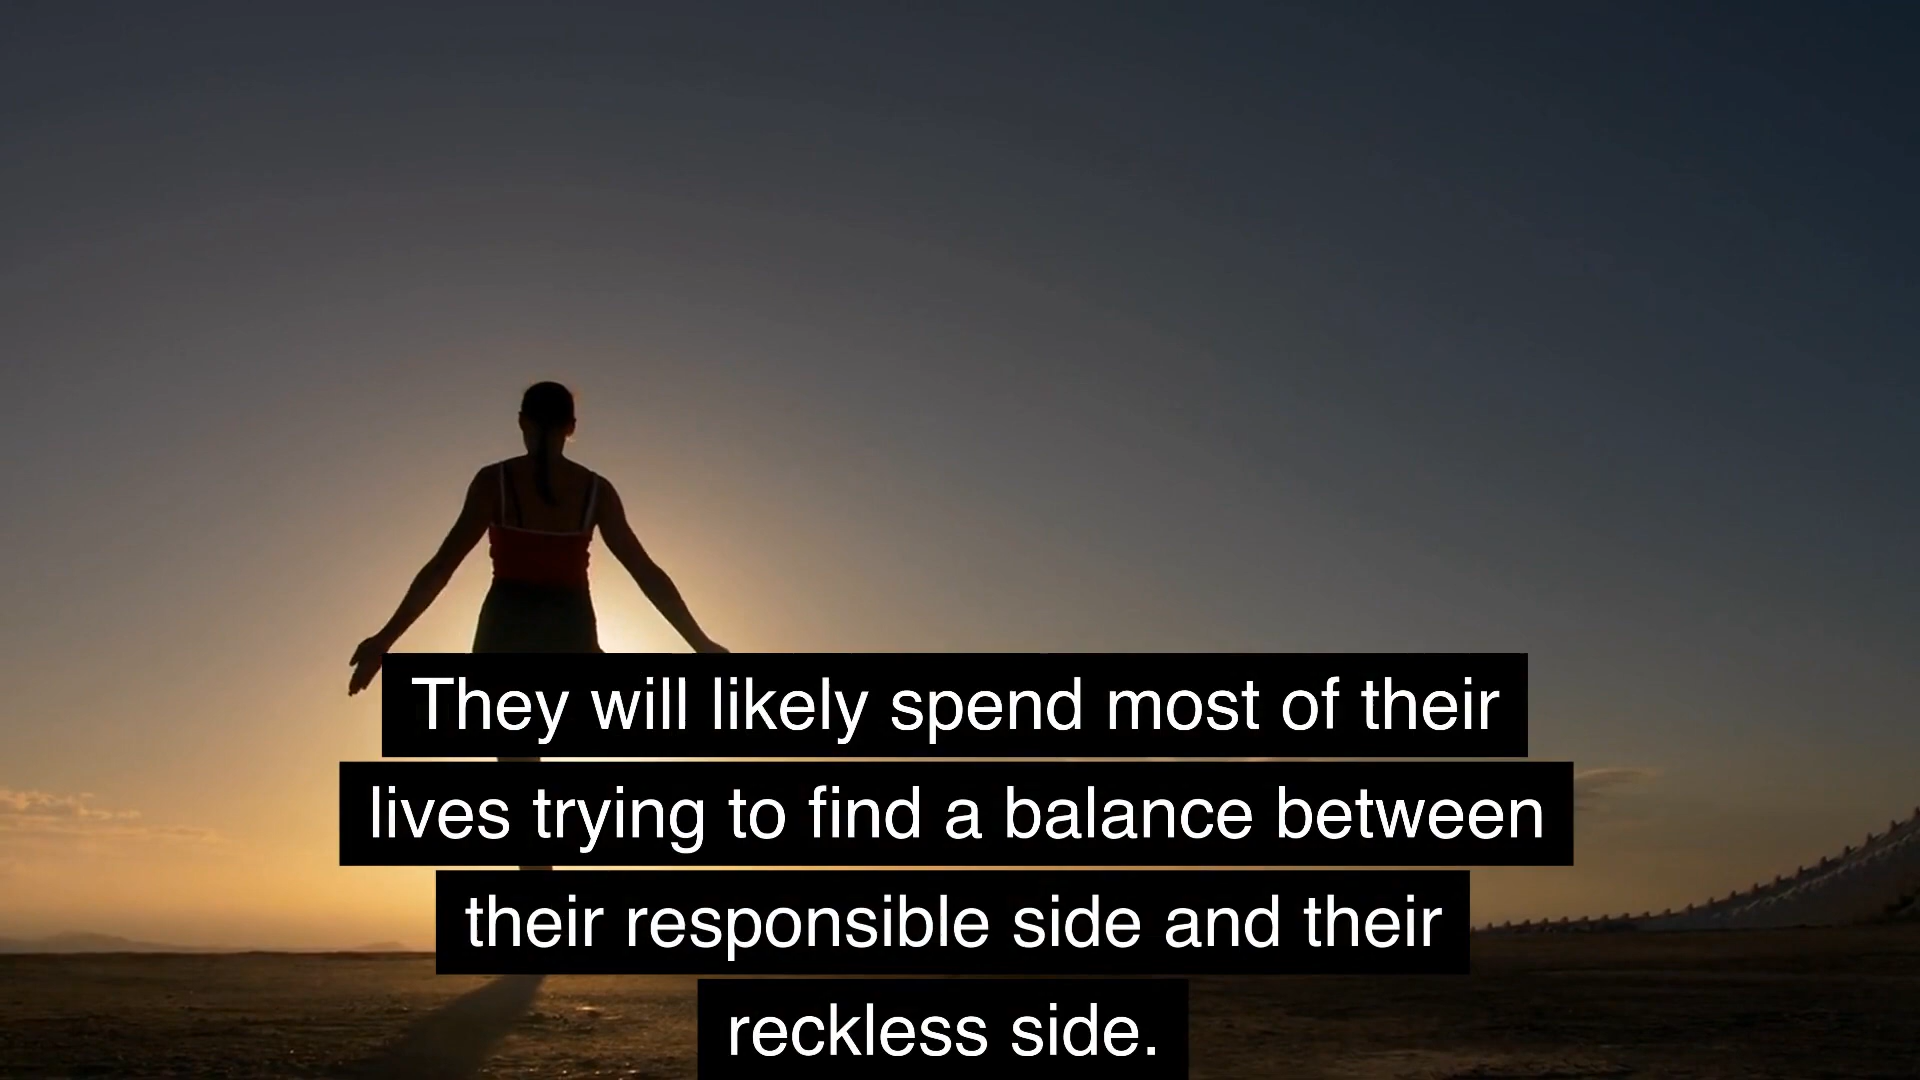 They will likely spend most of their
lives trying to find a balance between
their responsible side and their
reckless side.